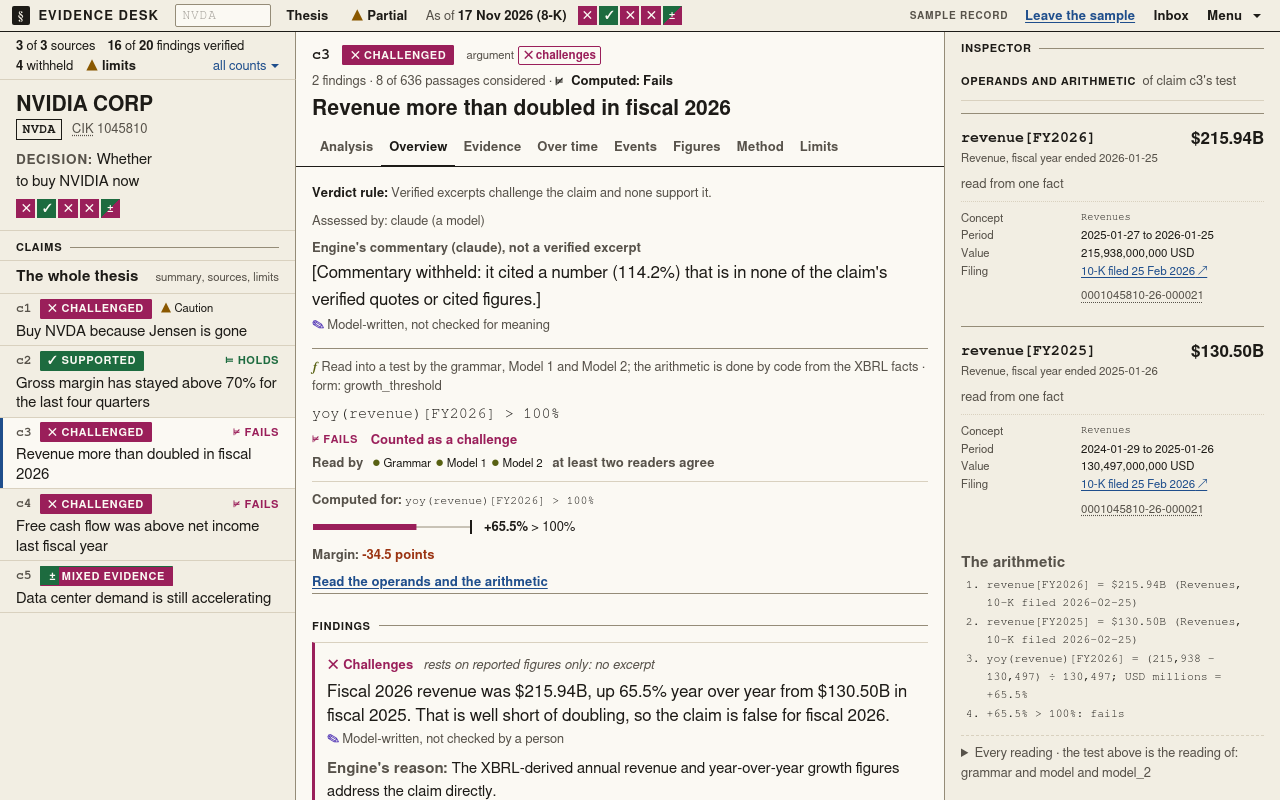 § EVIDENCE DESK NVDA Thesis ▲ Partial As of 17 Nov 2026 (8-K) ✕ ✓ ✕ ✕ ± SAMPLE RECORD Leave the sample Inbox Menu
3 of 3 sources 16 of 20 findings verified
4 withheld ▲ limits all counts
NVIDIA CORP
NVDA CIK 1045810
DECISION: Whether
to buy NVIDIA now
✕ ✓ ✕ ✕ ±
CLAIMS
The whole thesis summary, sources, limits
c1 ✕ CHALLENGED ▲ Caution
Buy NVDA because Jensen is gone
c2 ✓ SUPPORTED ⊨ HOLDS
Gross margin has stayed above 70% for
the last four quarters
c3 ✕ CHALLENGED ⊭ FAILS
Revenue more than doubled in fiscal
2026
c4 ✕ CHALLENGED ⊭ FAILS
Free cash flow was above net income
last fiscal year
c5 ± MIXED EVIDENCE
Data center demand is still accelerating
c3 ✕ CHALLENGED argument ✕ challenges
2 findings · 8 of 636 passages considered · ⊭ Computed: Fails
Revenue more than doubled in fiscal 2026
Analysis Overview Evidence Over time Events Figures Method Limits
Verdict rule: Verified excerpts challenge the claim and none support it.
Assessed by: claude (a model)
Engine's commentary (claude), not a verified excerpt
[Commentary withheld: it cited a number (114.2%) that is in none of the claim's
verified quotes or cited figures.]
✎ Model-written, not checked for meaning
ƒ Read into a test by the grammar, Model 1 and Model 2; the arithmetic is done by code from the XBRL facts ·
form: growth_threshold
yoy(revenue)[FY2026] > 100%
⊭ FAILS Counted as a challenge
Read by ● Grammar ● Model 1 ● Model 2 at least two readers agree
Computed for: yoy(revenue)[FY2026] > 100%
+65.5% > 100%
Margin: -34.5 points
Read the operands and the arithmetic
FINDINGS
✕ Challenges rests on reported figures only: no excerpt
Fiscal 2026 revenue was $215.94B, up 65.5% year over year from $130.50B in
fiscal 2025. That is well short of doubling, so the claim is false for fiscal 2026.
✎ Model-written, not checked by a person
Engine's reason: The XBRL-derived annual revenue and year-over-year growth figures
address the claim directly.
INSPECTOR
OPERANDS AND ARITHMETIC of claim c3's test
revenue[FY2026] $215.94B
Revenue, fiscal year ended 2026-01-25
read from one fact
Concept Revenues
Period 2025-01-27 to 2026-01-25
Value 215,938,000,000 USD
Filing 10-K filed 25 Feb 2026 ↗
0001045810-26-000021
revenue[FY2025] $130.50B
Revenue, fiscal year ended 2025-01-26
read from one fact
Concept Revenues
Period 2024-01-29 to 2025-01-26
Value 130,497,000,000 USD
Filing 10-K filed 25 Feb 2026 ↗
0001045810-26-000021
The arithmetic
1. revenue[FY2026] = $215.94B (Revenues,
10-K filed 2026-02-25)
2. revenue[FY2025] = $130.50B (Revenues,
10-K filed 2026-02-25)
3. yoy(revenue)[FY2026] = (215,938 −
130,497) ÷ 130,497; USD millions =
+65.5%
4. +65.5% > 100%: fails
▶ Every reading · the test above is the reading of:
grammar and model and model_2